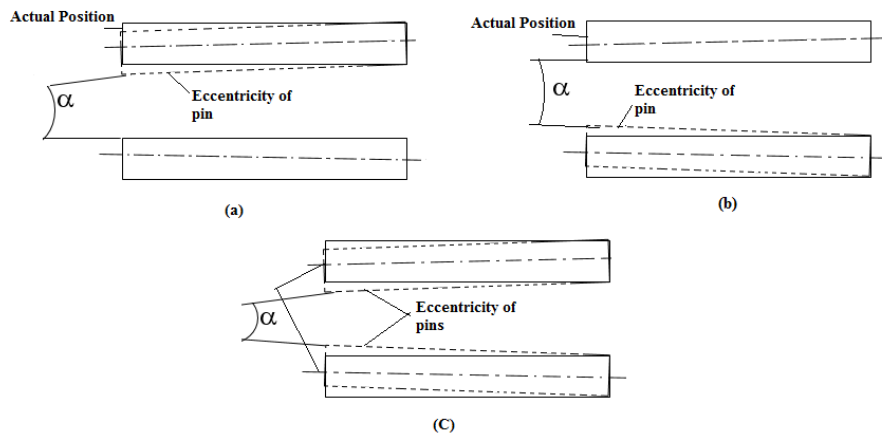 Actual Position
α
Eccentricity of
pin
(a)
Actual Position
α
Eccentricity of
pin
(b)
α
Eccentricity of
pins
(C)